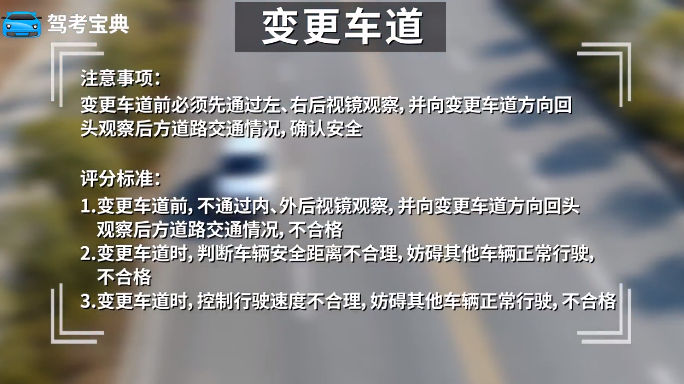 驾考宝典
变更车道
注意事项：
变更车道前必须先通过左、右后视镜观察，并向变更车道方向回
头观察后方道路交通情况，确认安全
评分标准：
1.变更车道前，不通过内、外后视镜观察，并向变更车道方向回头
观察后方道路交通情况，不合格
2.变更车道时，判断车辆安全距离不合理，妨碍其他车辆正常行驶，
不合格
3.变更车道时，控制行驶速度不合理，妨碍其他车辆正常行驶，不合格